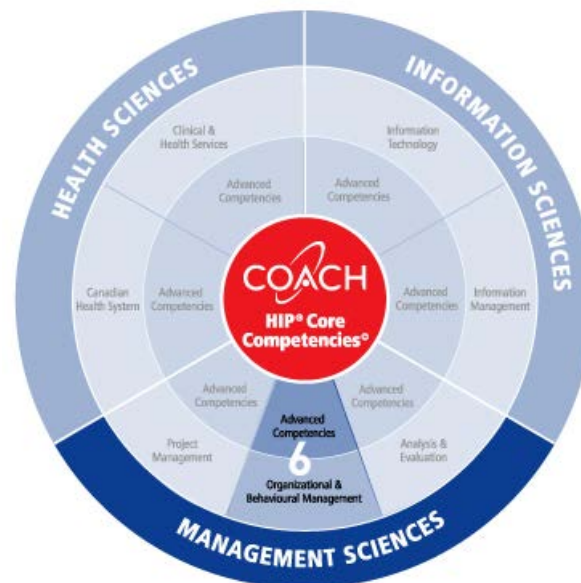 HEALTH SCIENCES
INFORMATION SCIENCES
Clinical &
Health Services
Information
Technology
Advanced
Competencies
Advanced
Competencies
Canadian
Health System
Advanced
Competencies
COACH
HIP® Core
Competencies©
Advanced
Competencies
Information
Management
Advanced
Competencies
Advanced
Competencies
Advanced
Competencies
Project
Management
6
Organizational &
Behavioural Management
Analysis &
Evaluation
MANAGEMENT SCIENCES